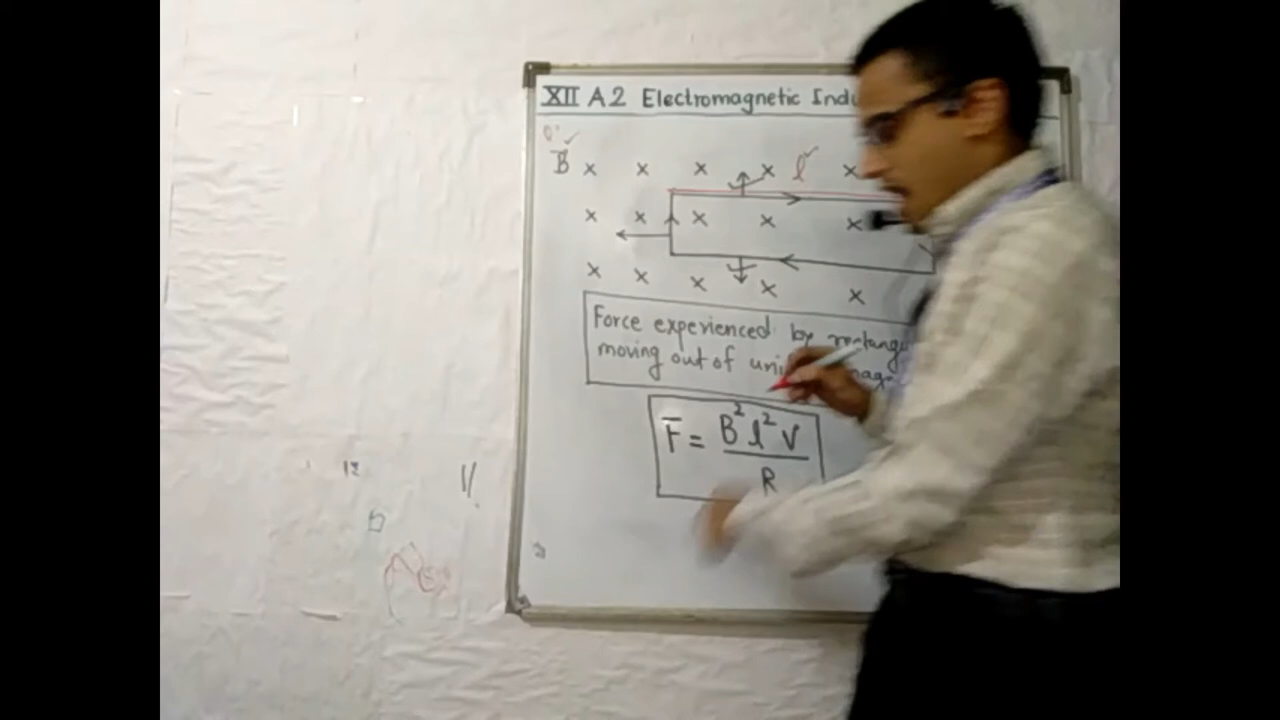 XII A2 Electromagnetic Indu
B x x x x l x
x x x x x
x x x x x
Force experienced by rectangu
moving out of uni magn
F = B²l²V
R